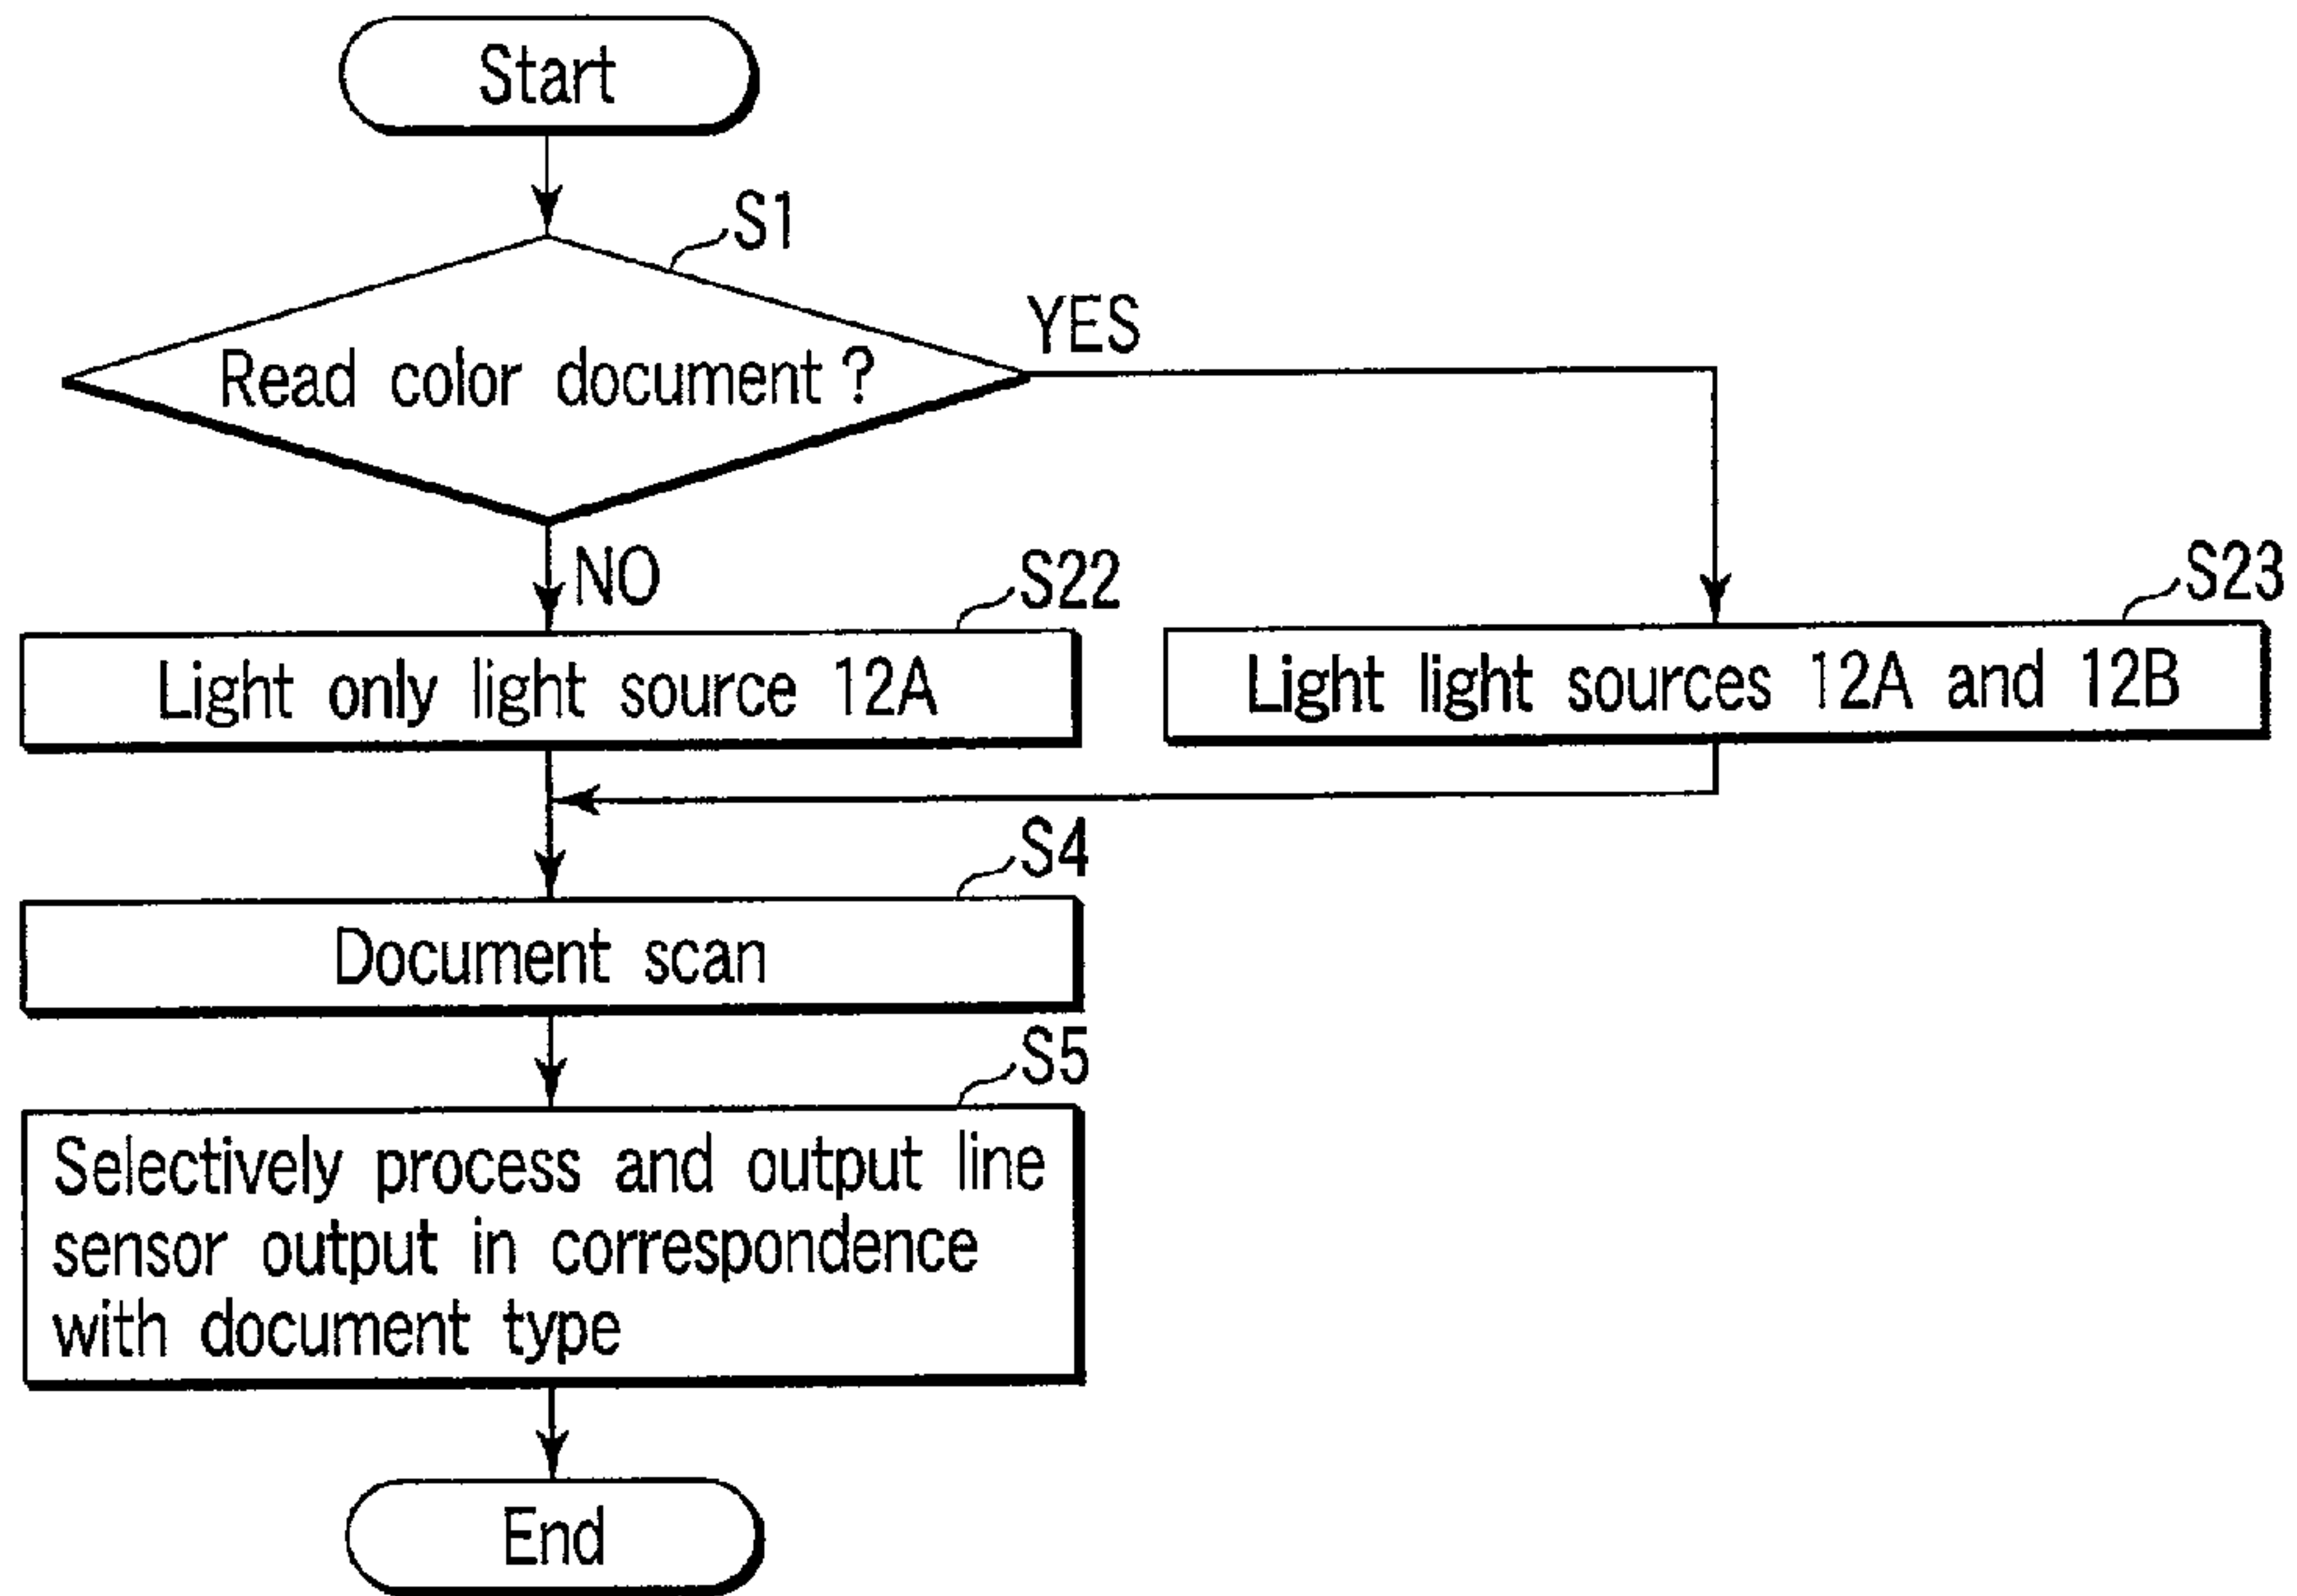 Start
S1
Read color document?
YES
NO
S22
S23
Light only light source 12A
Light light sources 12A and 12B
S4
Document scan
S5
Selectively process and output line
sensor output in correspondence
with document type
End